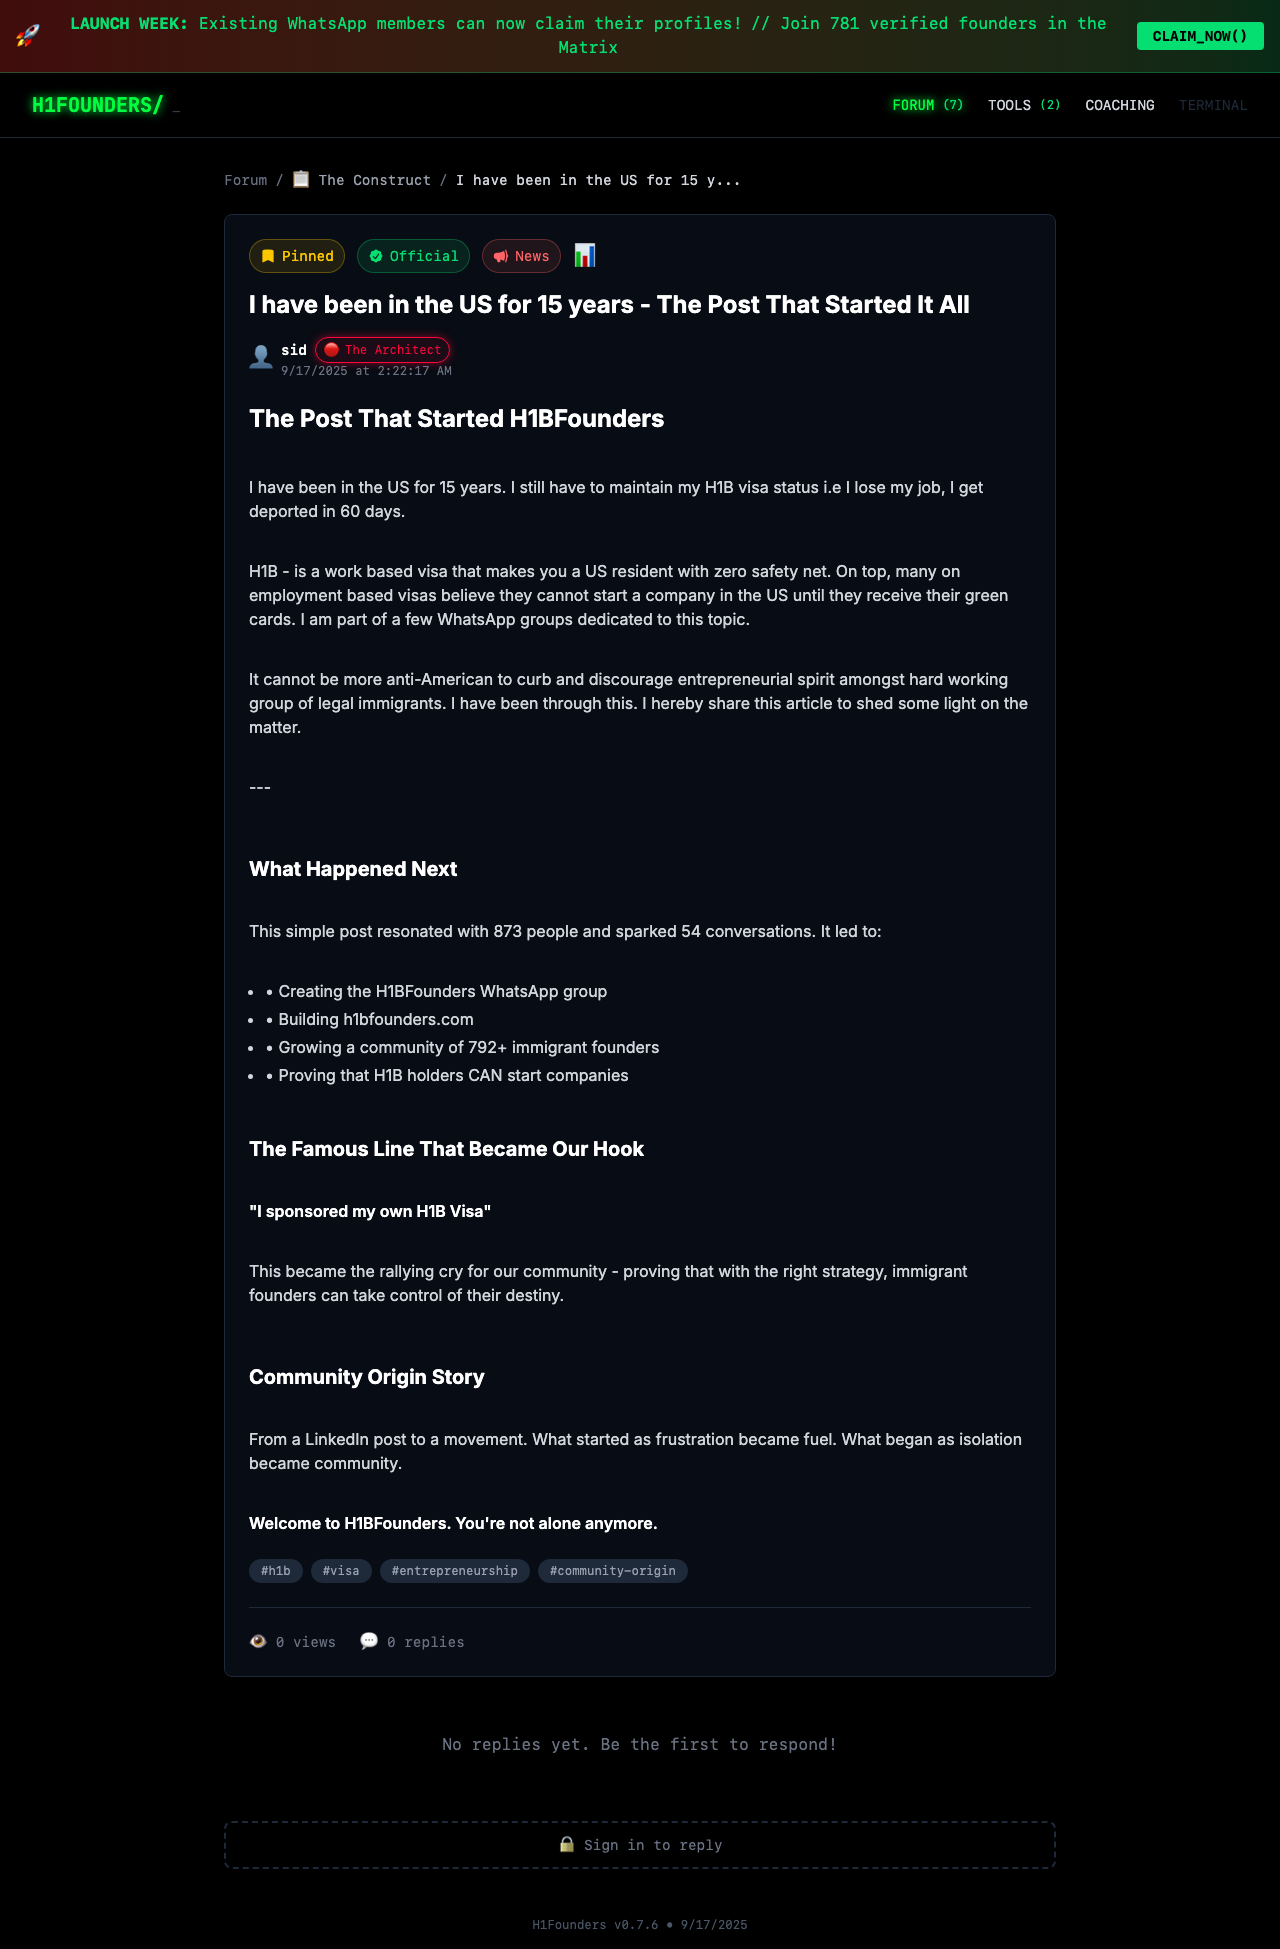 LAUNCH WEEK: Existing WhatsApp members can now claim their profiles! // Join 781 verified founders in the
Matrix
CLAIM_NOW()
H1FOUNDERS/ _
FORUM (7) TOOLS (2) COACHING TERMINAL
Forum / The Construct / I have been in the US for 15 y...
Pinned Official News
I have been in the US for 15 years - The Post That Started It All
sid The Architect
9/17/2025 at 2:22:17 AM
The Post That Started H1BFounders
I have been in the US for 15 years. I still have to maintain my H1B visa status i.e I lose my job, I get
deported in 60 days.
H1B - is a work based visa that makes you a US resident with zero safety net. On top, many on
employment based visas believe they cannot start a company in the US until they receive their green
cards. I am part of a few WhatsApp groups dedicated to this topic.
It cannot be more anti-American to curb and discourage entrepreneurial spirit amongst hard working
group of legal immigrants. I have been through this. I hereby share this article to shed some light on the
matter.
---
What Happened Next
This simple post resonated with 873 people and sparked 54 conversations. It led to:
• • Creating the H1BFounders WhatsApp group
• • Building h1bfounders.com
• • Growing a community of 792+ immigrant founders
• • Proving that H1B holders CAN start companies
The Famous Line That Became Our Hook
"I sponsored my own H1B Visa"
This became the rallying cry for our community - proving that with the right strategy, immigrant
founders can take control of their destiny.
Community Origin Story
From a LinkedIn post to a movement. What started as frustration became fuel. What began as isolation
became community.
Welcome to H1BFounders. You're not alone anymore.
#h1b #visa #entrepreneurship #community-origin
0 views 0 replies
No replies yet. Be the first to respond!
Sign in to reply
H1Founders v0.7.6 • 9/17/2025